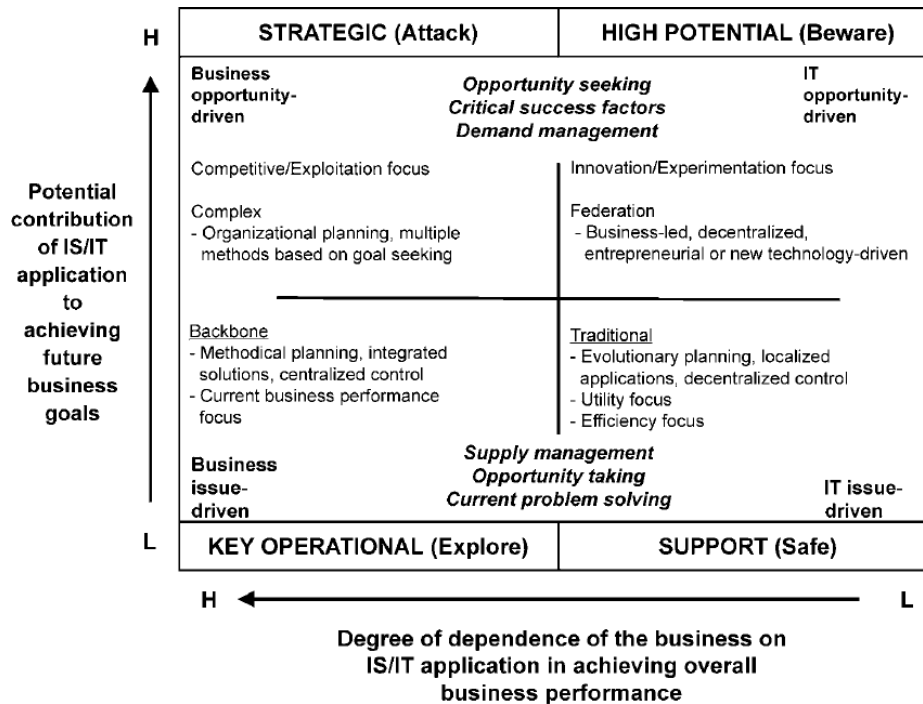 H
STRATEGIC (Attack)
HIGH POTENTIAL (Beware)
Business
opportunity-
driven
Opportunity seeking
Critical success factors
Demand management
IT
opportunity-
driven
Competitive/Exploitation focus
Innovation/Experimentation focus
Complex
- Organizational planning, multiple
methods based on goal seeking
Federation
- Business-led, decentralized,
entrepreneurial or new technology-driven
Potential
contribution
of IS/IT
application
to
achieving
future
business
goals
Backbone
- Methodical planning, integrated
solutions, centralized control
- Current business performance
focus
Traditional
- Evolutionary planning, localized
applications, decentralized control
- Utility focus
- Efficiency focus
Business
issue-
driven
Supply management
Opportunity taking
Current problem solving
IT issue-
driven
L
KEY OPERATIONAL (Explore)
SUPPORT (Safe)
H
L
Degree of dependence of the business on
IS/IT application in achieving overall
business performance